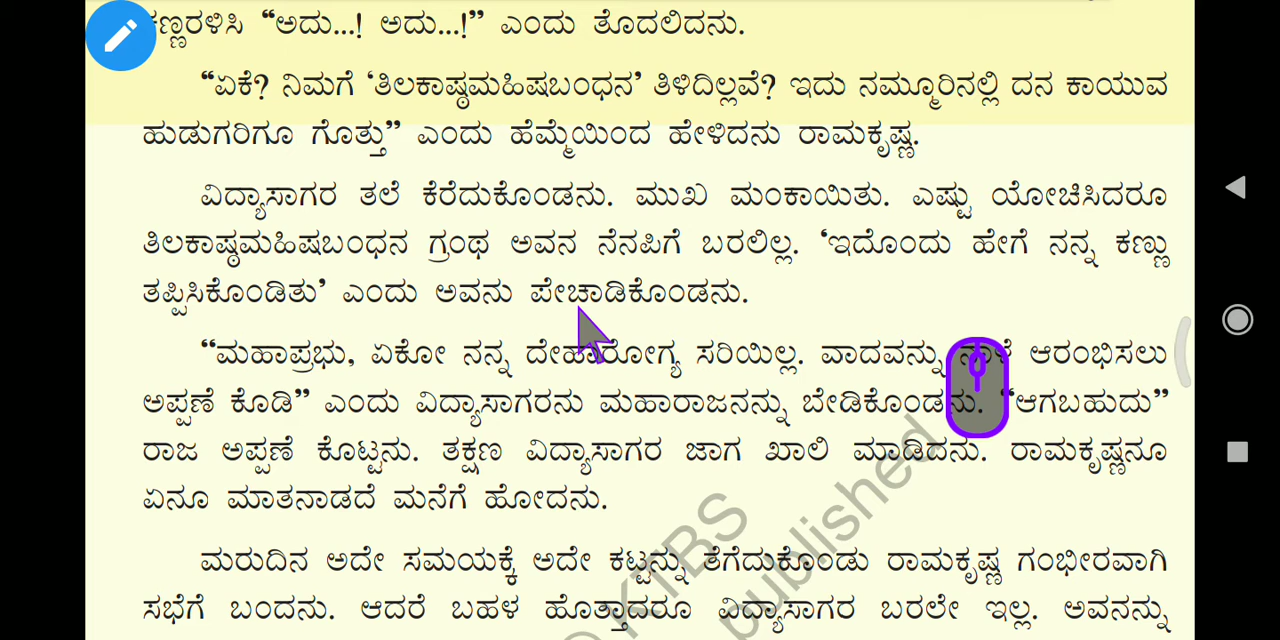 ಕಣ್ಣರಳಿಸಿ “ಅದು...! ಅದು...!” ಎಂದು ತೊದಲಿದನು.
“ಏಕೆ? ನಿಮಗೆ ‘ತಿಲಕಾಷ್ಠಮಹಿಷಬಂಧನ’ ತಿಳಿದಿಲ್ಲವೆ? ಇದು ನಮ್ಮೂರಿನಲ್ಲಿ ದನ ಕಾಯುವ
ಹುಡುಗರಿಗೂ ಗೊತ್ತು” ಎಂದು ಹೆಮ್ಮೆಯಿಂದ ಹೇಳಿದನು ರಾಮಕೃಷ್ಣ.
ವಿದ್ಯಾಸಾಗರ ತಲೆ ಕೆರೆದುಕೊಂಡನು. ಮುಖ ಮಂಕಾಯಿತು. ಎಷ್ಟು ಯೋಚಿಸಿದರೂ
ತಿಲಕಾಷ್ಠಮಹಿಷಬಂಧನ ಗ್ರಂಥ ಅವನ ನೆನಪಿಗೆ ಬರಲಿಲ್ಲ. ‘ಇದೊಂದು ಹೇಗೆ ನನ್ನ ಕಣ್ಣು
ತಪ್ಪಿಸಿಕೊಂಡಿತು’ ಎಂದು ಅವನು ಪೇಚಾಡಿಕೊಂಡನು.
“ಮಹಾಪ್ರಭು, ಏಕೋ ನನ್ನ ದೇಹಾರೋಗ್ಯ ಸರಿಯಿಲ್ಲ. ವಾದವನ್ನು ನಾಳೆ ಆರಂಭಿಸಲು
ಅಪ್ಪಣೆ ಕೊಡಿ” ಎಂದು ವಿದ್ಯಾಸಾಗರನು ಮಹಾರಾಜನನ್ನು ಬೇಡಿಕೊಂಡನು. “ಆಗಬಹುದು”
ರಾಜ ಅಪ್ಪಣೆ ಕೊಟ್ಟನು. ತಕ್ಷಣ ವಿದ್ಯಾಸಾಗರ ಜಾಗ ಖಾಲಿ ಮಾಡಿದನು. ರಾಮಕೃಷ್ಣನೂ
ಏನೂ ಮಾತನಾಡದೆ ಮನೆಗೆ ಹೋದನು.
ಮರುದಿನ ಅದೇ ಸಮಯಕ್ಕೆ ಅದೇ ಕಟ್ಟನ್ನು ತೆಗೆದುಕೊಂಡು ರಾಮಕೃಷ್ಣ ಗಂಭೀರವಾಗಿ
ಸಭೆಗೆ ಬಂದನು. ಆದರೆ ಬಹಳ ಹೊತ್ತಾದರೂ ವಿದ್ಯಾಸಾಗರ ಬರಲೇ ಇಲ್ಲ. ಅವನನ್ನು
© KTBS
published